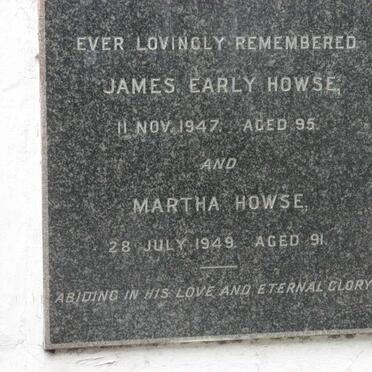 EVER LOVINGLY REMEMBERED
JAMES EARLY HOWSE,
11 NOV. 1947. AGED 95.
AND
MARTHA HOWSE,
28 JULY 1949. AGED 91.
ABIDING IN HIS LOVE AND ETERNAL GLORY